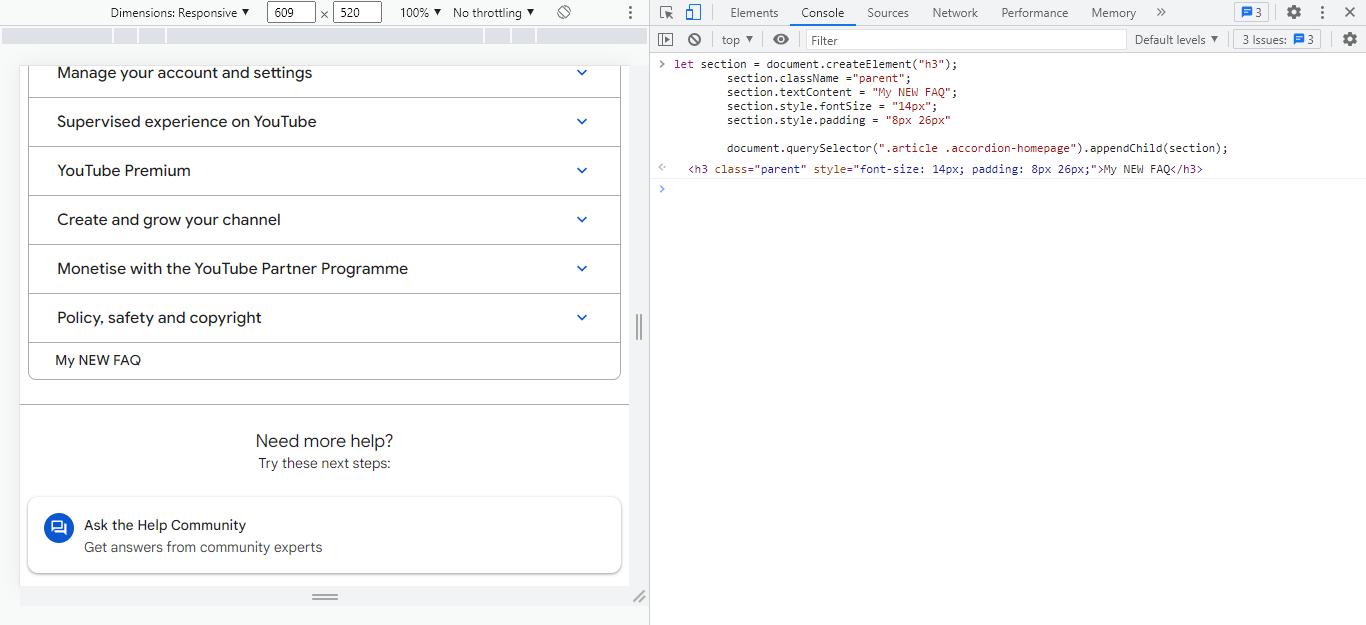 Dimensions: Responsive ▼ 609 × 520 100% ▼ No throttling ▼
Manage your account and settings
Supervised experience on YouTube
YouTube Premium
Create and grow your channel
Monetise with the YouTube Partner Programme
Policy, safety and copyright
My NEW FAQ
Need more help?
Try these next steps:
Ask the Help Community
Get answers from community experts
Elements Console Sources Network Performance Memory » 3
top ▼ Filter Default levels ▼ 3 Issues: 3
> let section = document.createElement("h3");
section.className ="parent";
section.textContent = "My NEW FAQ";
section.style.fontSize = "14px";
section.style.padding = "8px 26px"
document.querySelector(".article .accordion-homepage").appendChild(section);
<h3 class="parent" style="font-size: 14px; padding: 8px 26px;">My NEW FAQ</h3>
>